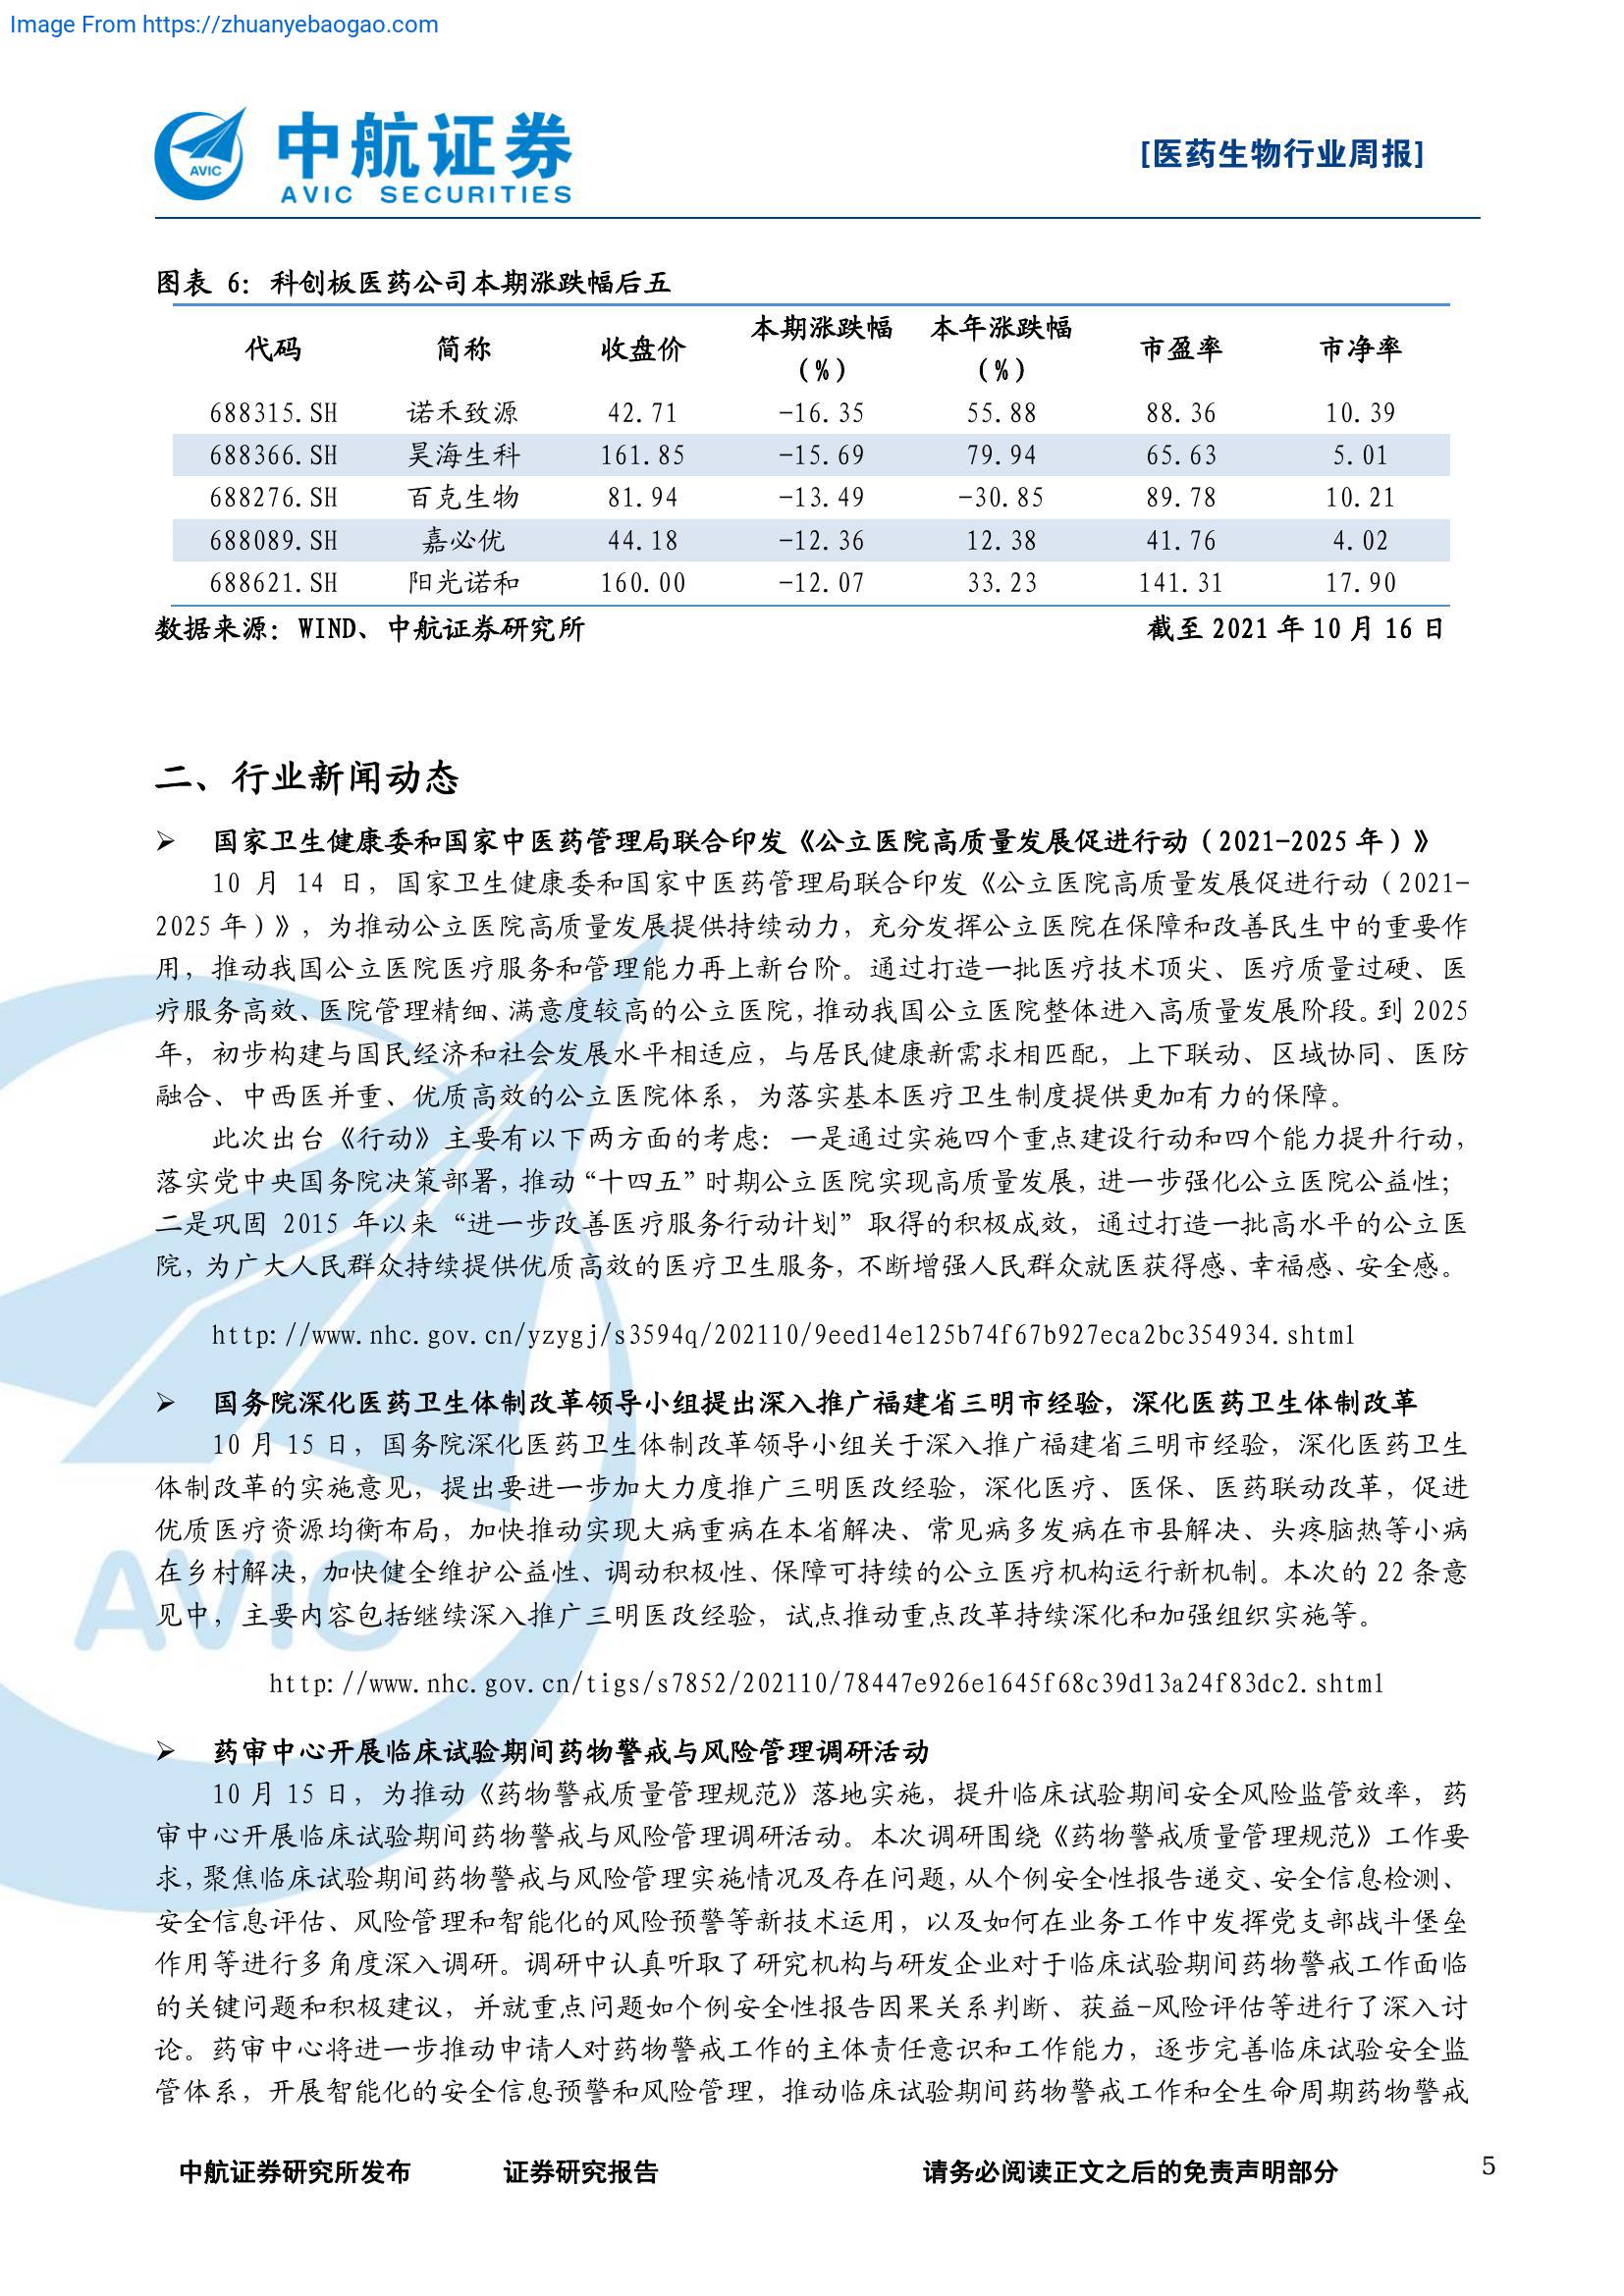 Image From https://zhuanyebaogao.com
中航证券
AVIC SECURITIES
AVIC
[医药生物行业周报]
图表 6：科创板医药公司本期涨跌幅后五
代码 简称 收盘价 本期涨跌幅（%） 本年涨跌幅（%） 市盈率 市净率
688315.SH 诺禾致源 42.71 -16.35 55.88 88.36 10.39
688366.SH 昊海生科 161.85 -15.69 79.94 65.63 5.01
688276.SH 百克生物 81.94 -13.49 -30.85 89.78 10.21
688089.SH 嘉必优 44.18 -12.36 12.38 41.76 4.02
688621.SH 阳光诺和 160.00 -12.07 33.23 141.31 17.90
数据来源：WIND、中航证券研究所 截至 2021 年 10 月 16 日
二、行业新闻动态
➢ 国家卫生健康委和国家中医药管理局联合印发《公立医院高质量发展促进行动（2021-2025 年）》
10 月 14 日，国家卫生健康委和国家中医药管理局联合印发《公立医院高质量发展促进行动（2021-
2025 年）》，为推动公立医院高质量发展提供持续动力，充分发挥公立医院在保障和改善民生中的重要作
用，推动我国公立医院医疗服务和管理能力再上新台阶。通过打造一批医疗技术顶尖、医疗质量过硬、医
疗服务高效、医院管理精细、满意度较高的公立医院，推动我国公立医院整体进入高质量发展阶段。到 2025
年，初步构建与国民经济和社会发展水平相适应，与居民健康新需求相匹配，上下联动、区域协同、医防
融合、中西医并重、优质高效的公立医院体系，为落实基本医疗卫生制度提供更加有力的保障。
此次出台《行动》主要有以下两方面的考虑：一是通过实施四个重点建设行动和四个能力提升行动，
落实党中央国务院决策部署，推动“十四五”时期公立医院实现高质量发展，进一步强化公立医院公益性；
二是巩固 2015 年以来“进一步改善医疗服务行动计划”取得的积极成效，通过打造一批高水平的公立医
院，为广大人民群众持续提供优质高效的医疗卫生服务，不断增强人民群众就医获得感、幸福感、安全感。
http://www.nhc.gov.cn/yzygj/s3594q/202110/9eed14e125b74f67b927eca2bc354934.shtml
➢ 国务院深化医药卫生体制改革领导小组提出深入推广福建省三明市经验，深化医药卫生体制改革
10 月 15 日，国务院深化医药卫生体制改革领导小组关于深入推广福建省三明市经验，深化医药卫生
体制改革的实施意见，提出要进一步加大力度推广三明医改经验，深化医疗、医保、医药联动改革，促进
优质医疗资源均衡布局，加快推动实现大病重病在本省解决、常见病多发病在市县解决、头疼脑热等小病
在乡村解决，加快健全维护公益性、调动积极性、保障可持续的公立医疗机构运行新机制。本次的 22 条意
见中，主要内容包括继续深入推广三明医改经验，试点推动重点改革持续深化和加强组织实施等。
http://www.nhc.gov.cn/tigs/s7852/202110/78447e926e1645f68c39d13a24f83dc2.shtml
➢ 药审中心开展临床试验期间药物警戒与风险管理调研活动
10 月 15 日，为推动《药物警戒质量管理规范》落地实施，提升临床试验期间安全风险监管效率，药
审中心开展临床试验期间药物警戒与风险管理调研活动。本次调研围绕《药物警戒质量管理规范》工作要
求，聚焦临床试验期间药物警戒与风险管理实施情况及存在问题，从个例安全性报告递交、安全信息检测、
安全信息评估、风险管理和智能化的风险预警等新技术运用，以及如何在业务工作中发挥党支部战斗堡垒
作用等进行多角度深入调研。调研中认真听取了研究机构与研发企业对于临床试验期间药物警戒工作面临
的关键问题和积极建议，并就重点问题如个例安全性报告因果关系判断、获益-风险评估等进行了深入讨
论。药审中心将进一步推动申请人对药物警戒工作的主体责任意识和工作能力，逐步完善临床试验安全监
管体系，开展智能化的安全信息预警和风险管理，推动临床试验期间药物警戒工作和全生命周期药物警戒
AVIC
中航证券研究所发布 证券研究报告 请务必阅读正文之后的免责声明部分 5